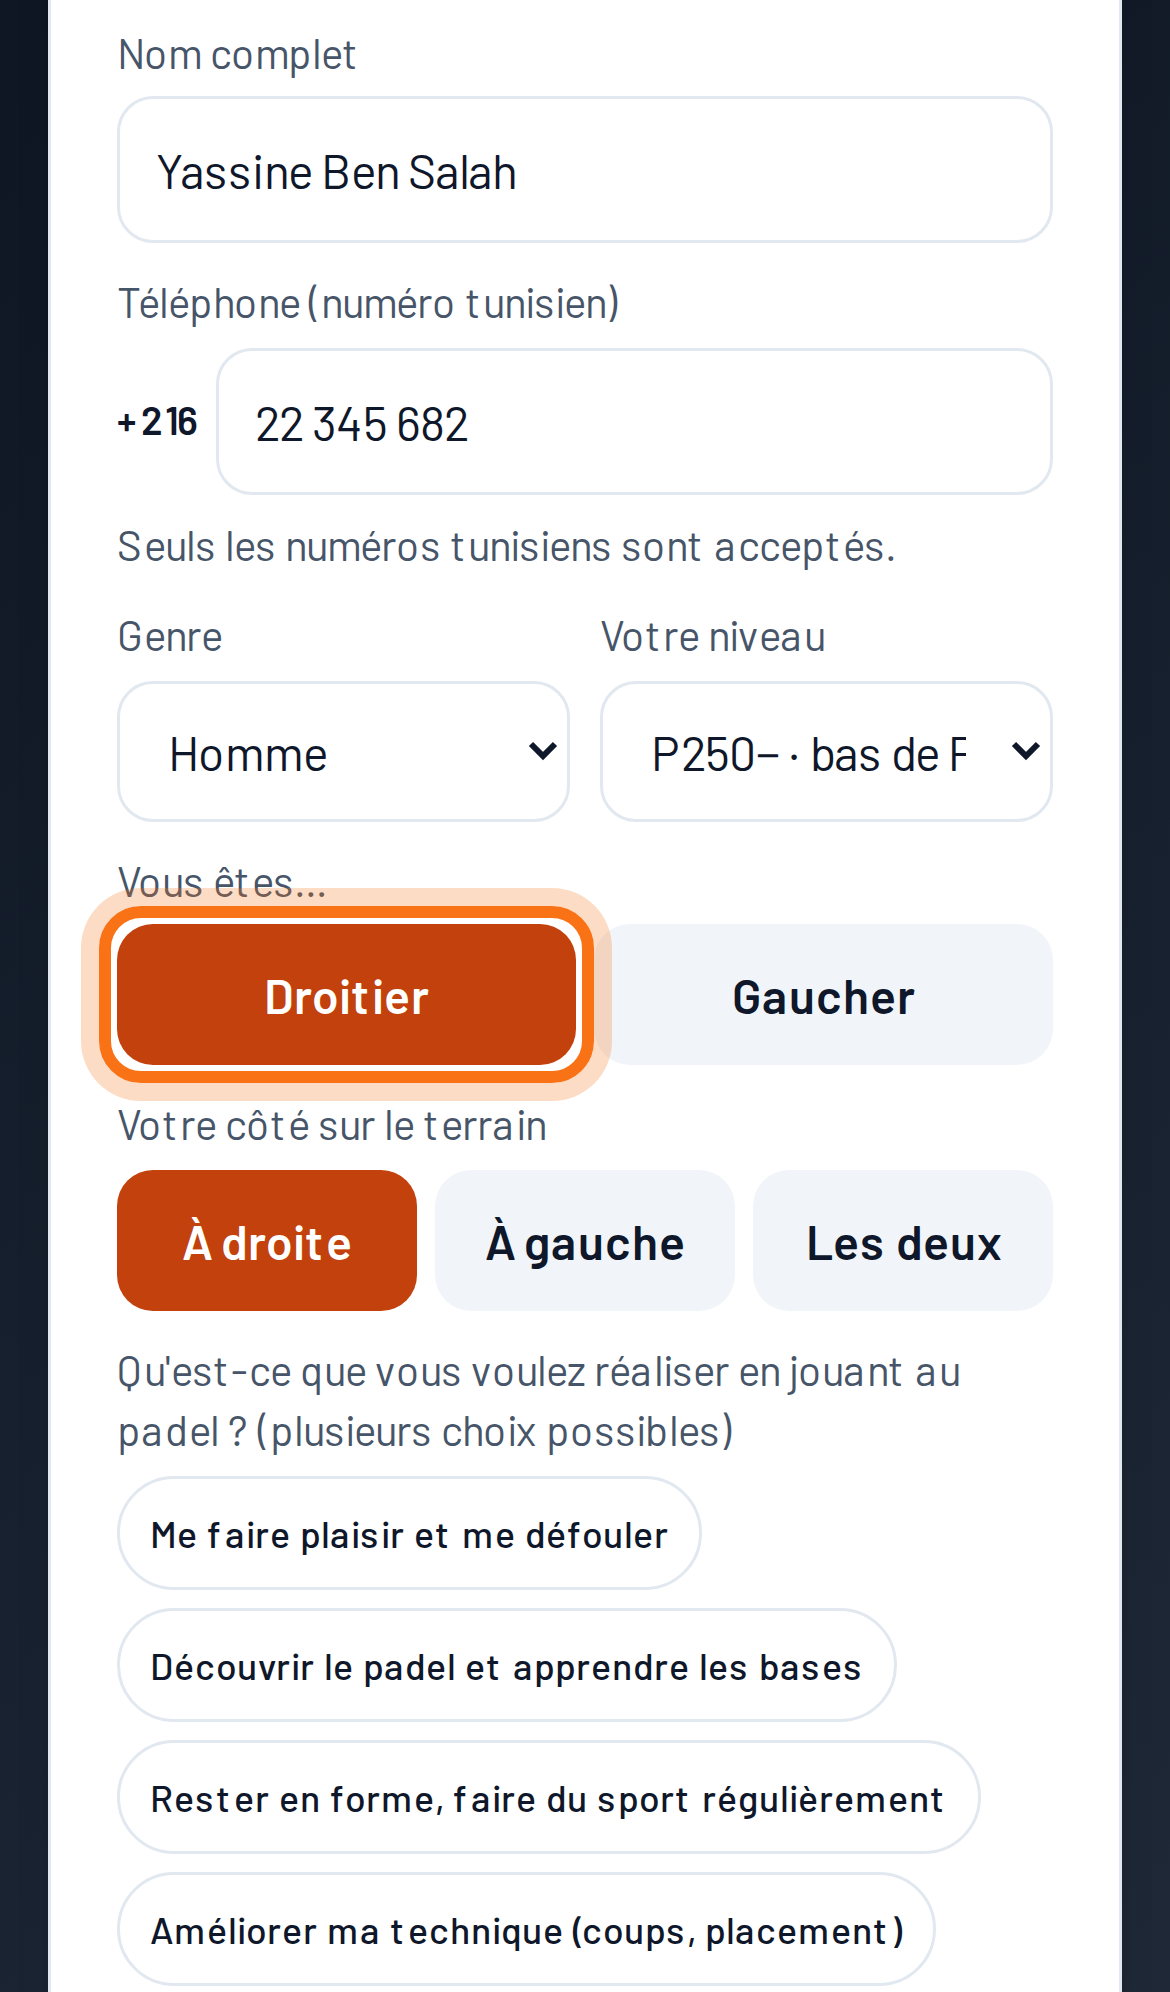 Nom complet
Yassine Ben Salah
Téléphone (numéro tunisien)
+216 22 345 682
Seuls les numéros tunisiens sont acceptés.
Genre Votre niveau
Homme P250– · bas de
Vous êtes…
Droitier Gaucher
Votre côté sur le terrain
À droite À gauche Les deux
Qu'est-ce que vous voulez réaliser en jouant au
padel ? (plusieurs choix possibles)
Me faire plaisir et me défouler
Découvrir le padel et apprendre les bases
Rester en forme, faire du sport régulièrement
Améliorer ma technique (coups, placement)